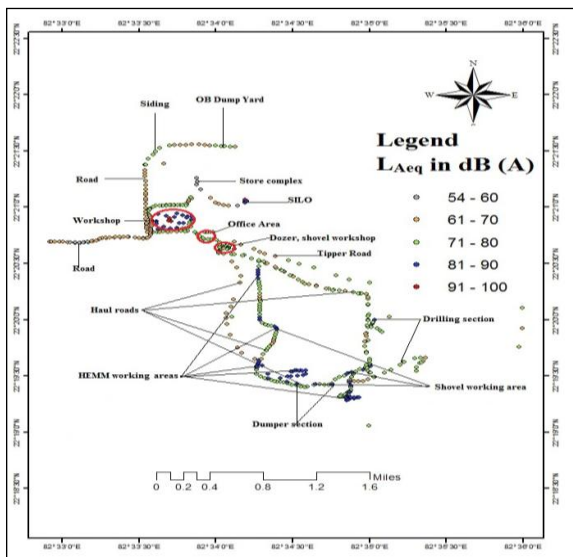 82°33'0"E 82°33'30"E 82°34'0"E 82°34'30"E 82°35'0"E 82°35'30"E 82°36'0"E
N
W E
OB Dump Yard
Siding
Legend
LAeq in dB (A)
Road
Store complex
54 - 60
SILO
61 - 70
Workshop
Office Area
71 - 80
Dozer, shovel workshop
81 - 90
Tipper Road
91 - 100
Road
Haul roads
Drilling section
HEMM working areas
Shovel working area
Dumper section
Miles
0 0.2 0.4 0.8 1.2 1.6
82°33'0"E 82°33'30"E 82°34'0"E 82°34'30"E 82°35'0"E 82°35'30"E 82°36'0"E